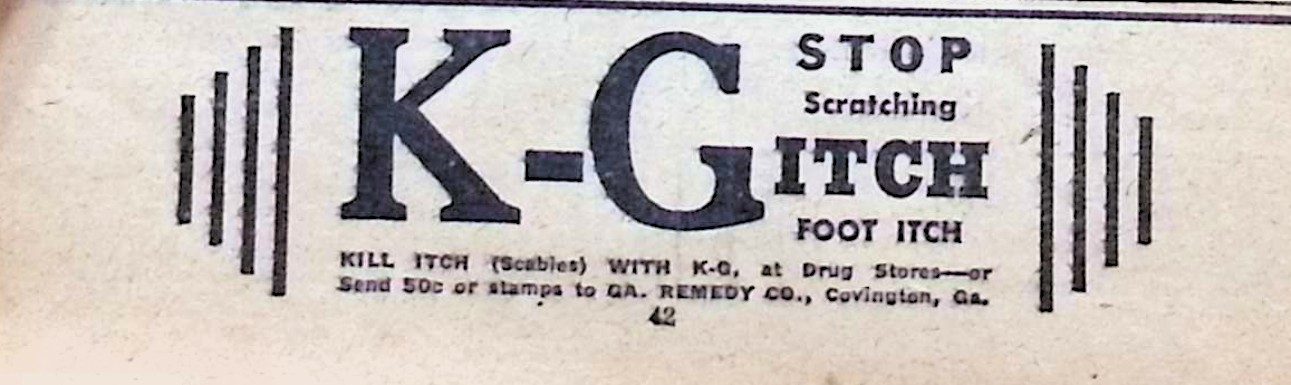 K-G
STOP
Scratching
ITCH
FOOT ITCH
KILL ITCH (Scabies) WITH K-G, at Drug Stores—or
Send 50c or stamps to GA. REMEDY CO., Covington, Ga.
42